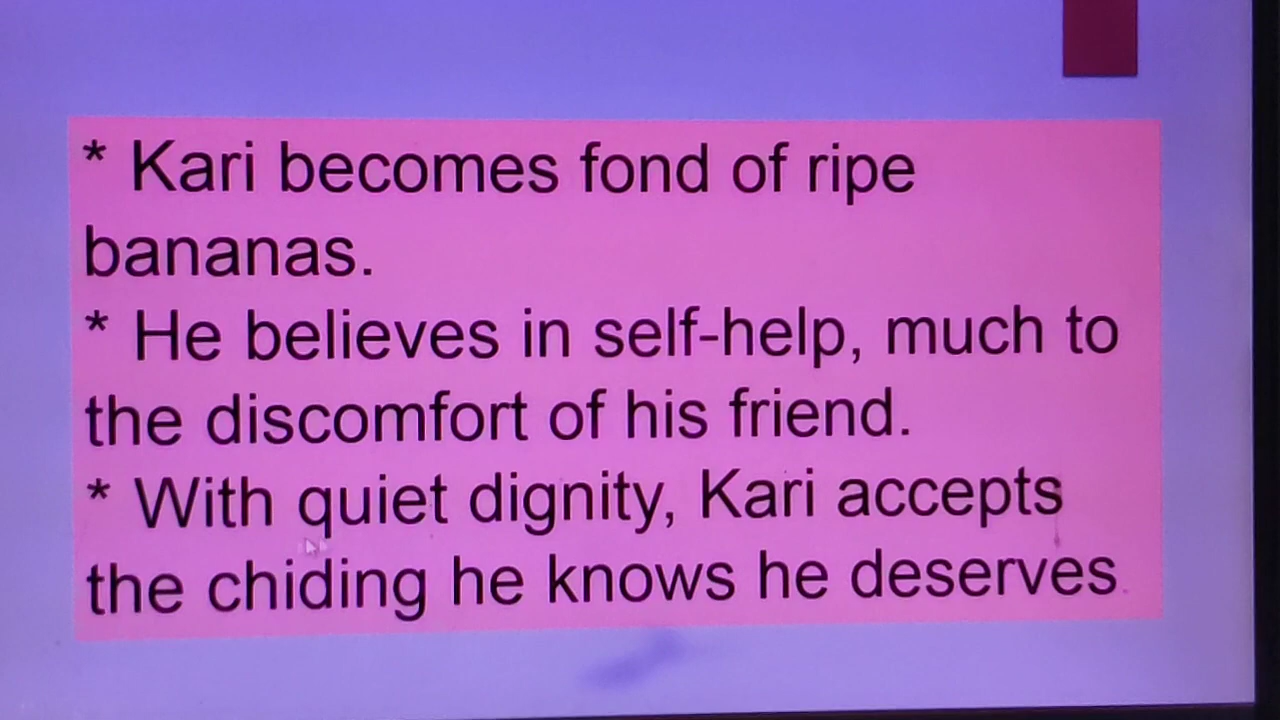 * Kari becomes fond of ripe
bananas.
* He believes in self-help, much to
the discomfort of his friend.
* With quiet dignity, Kari accepts
the chiding he knows he deserves.